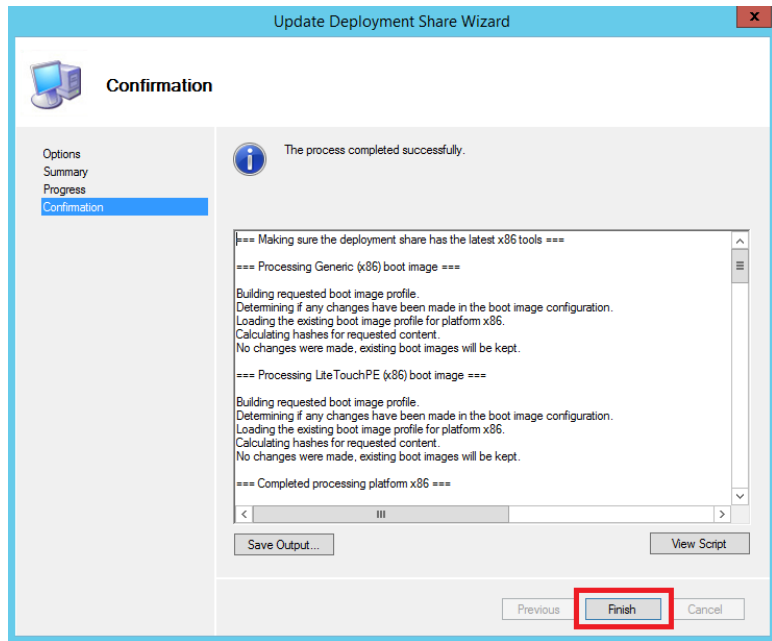 Update Deployment Share Wizard
x
Confirmation
Options
Summary
Progress
Confirmation
The process completed successfully.
=== Making sure the deployment share has the latest x86 tools ===
=== Processing Generic (x86) boot image ===
Building requested boot image profile.
Determining if any changes have been made in the boot image configuration.
Loading the existing boot image profile for platform x86.
Calculating hashes for requested content.
No changes were made, existing boot images will be kept.
=== Processing LiteTouchPE (x86) boot image ===
Building requested boot image profile.
Determining if any changes have been made in the boot image configuration.
Loading the existing boot image profile for platform x86.
Calculating hashes for requested content.
No changes were made, existing boot images will be kept.
=== Completed processing platform x86 ===
Save Output...
View Script
Previous
Finish
Cancel